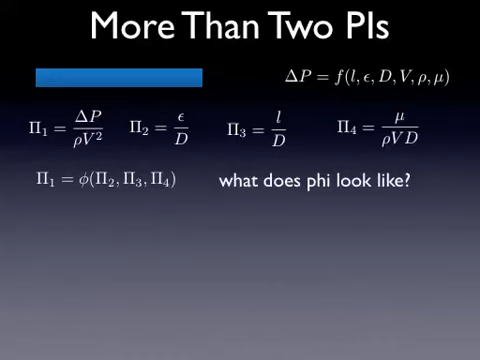 More Than Two PIs
ΔP = f(l, ϵ, D, V, ρ, μ)
Π₁ = ΔP / ρV² Π₂ = ϵ / D Π₃ = l / D Π₄ = μ / ρVD
Π₁ = ϕ(Π₂, Π₃, Π₄) what does phi look like?